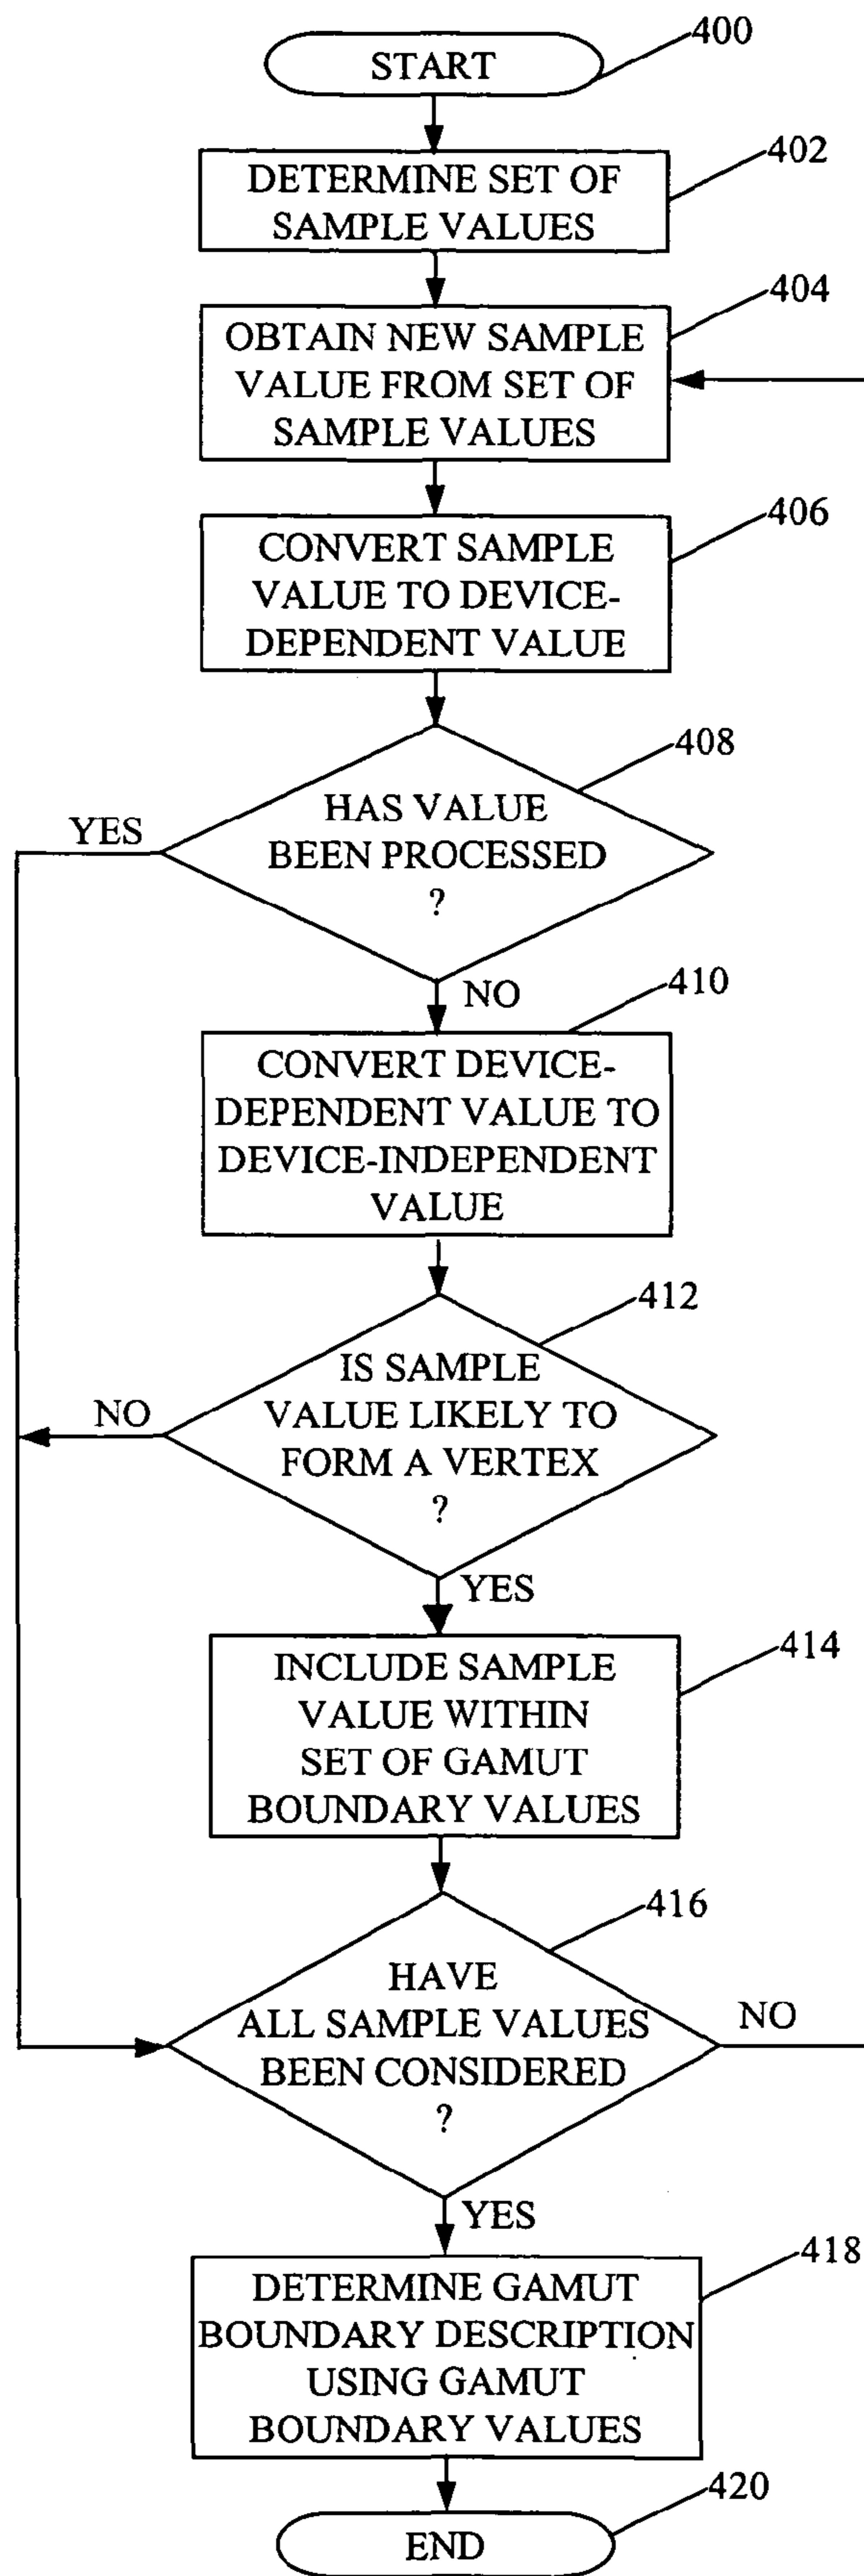 START
400
DETERMINE SET OF
SAMPLE VALUES
402
OBTAIN NEW SAMPLE
VALUE FROM SET OF
SAMPLE VALUES
404
CONVERT SAMPLE
VALUE TO DEVICE-
DEPENDENT VALUE
406
HAS VALUE
BEEN PROCESSED
?
408
YES
NO
CONVERT DEVICE-
DEPENDENT VALUE TO
DEVICE-INDEPENDENT
VALUE
410
IS SAMPLE
VALUE LIKELY TO
FORM A VERTEX
?
412
NO
YES
INCLUDE SAMPLE
VALUE WITHIN
SET OF GAMUT
BOUNDARY VALUES
414
HAVE
ALL SAMPLE VALUES
BEEN CONSIDERED
?
416
NO
YES
DETERMINE GAMUT
BOUNDARY DESCRIPTION
USING GAMUT
BOUNDARY VALUES
418
END
420